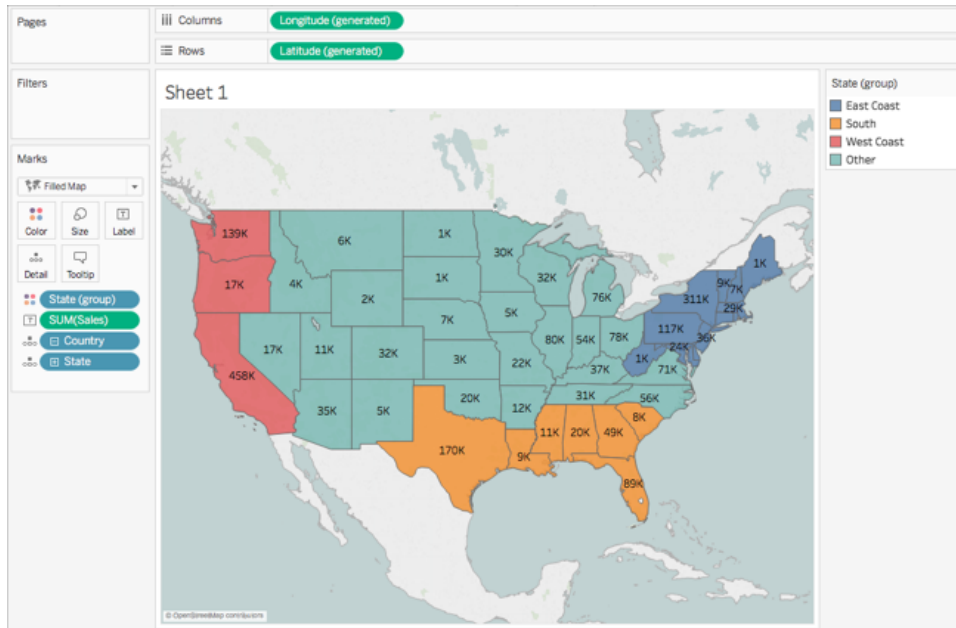 Pages
Columns
Longitude (generated)
Rows
Latitude (generated)
Filters
Sheet 1
State (group)
East Coast
South
West Coast
Other
Marks
Filled Map
Color
Size
Label
Detail
Tooltip
State (group)
SUM(Sales)
Country
State
139K
6K
1K
30K
1K
17K
4K
1K
32K
9K
7K
2K
76K
311K
29K
7K
5K
117K
36K
17K
11K
32K
80K
54K
78K
24K
458K
3K
22K
1K
71K
37K
35K
5K
20K
12K
31K
56K
170K
9K
11K
20K
49K
8K
89K
© OpenStreetMap contributors